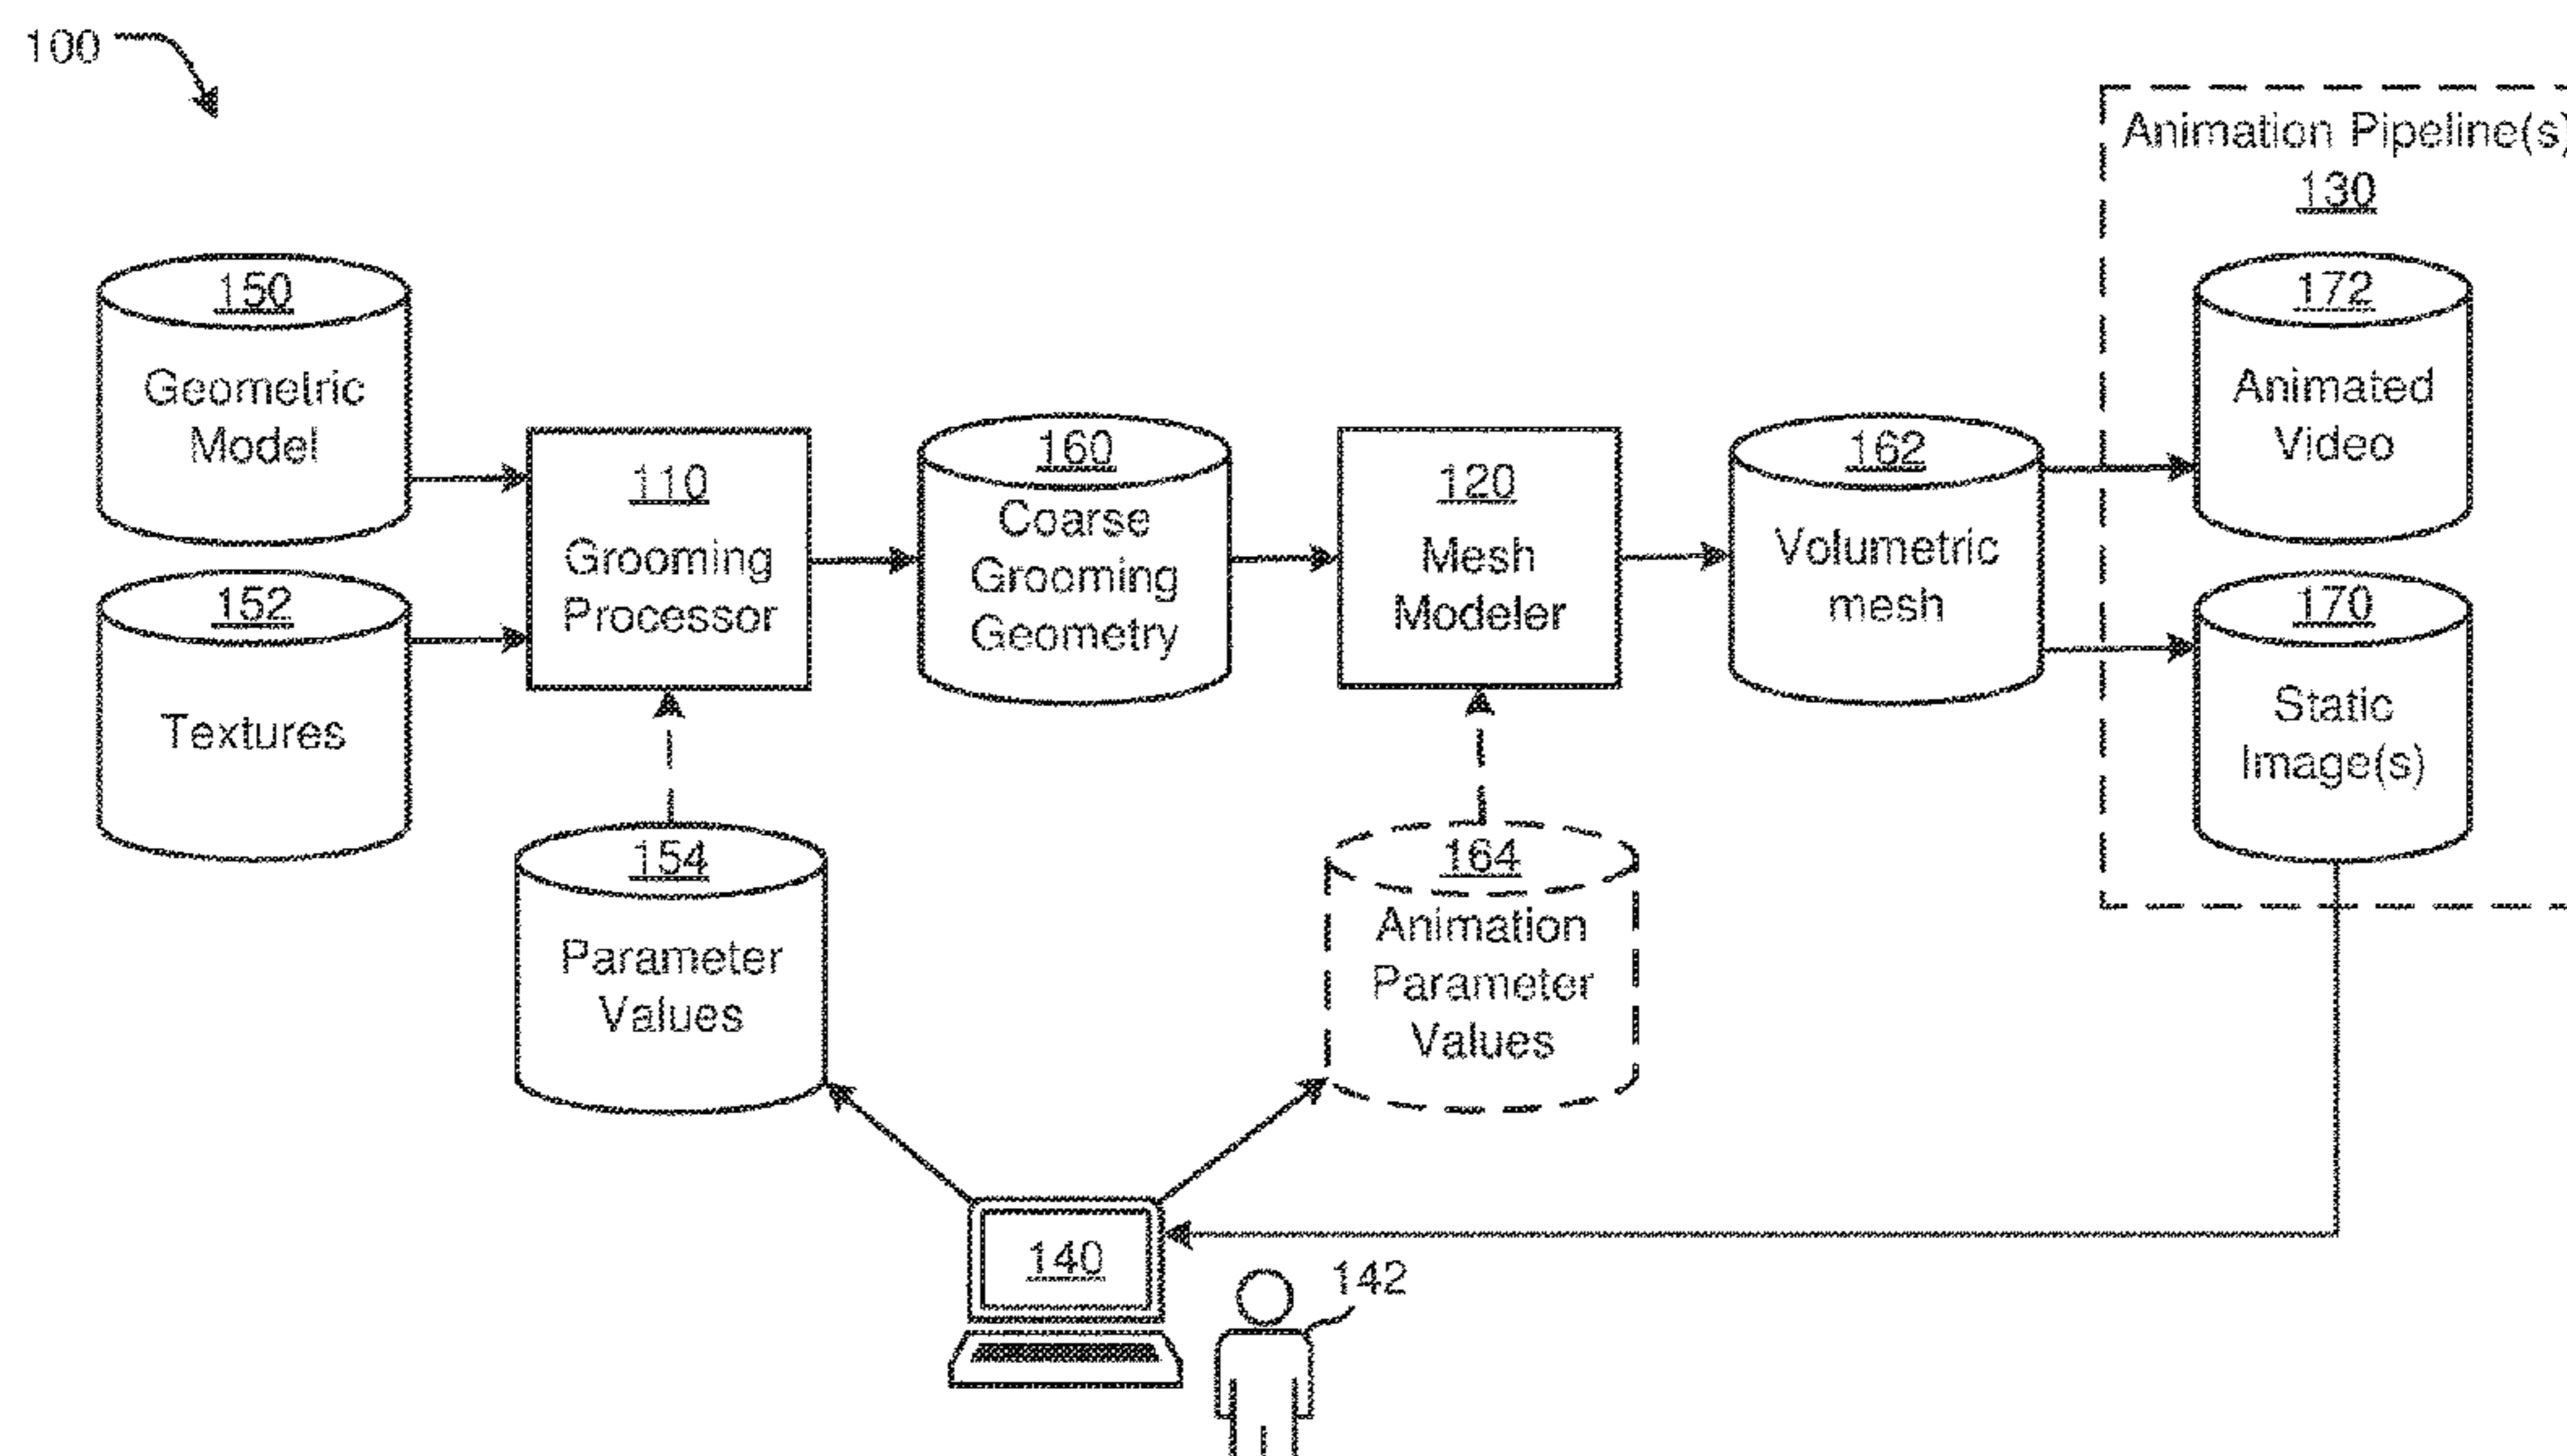 100
Animation Pipeline(s)
130
150
Geometric
Model
152
Textures
110
Grooming
Processor
160
Coarse
Grooming
Geometry
120
Mesh
Modeler
162
Volumetric
mesh
172
Animated
Video
170
Static
Image(s)
154
Parameter
Values
164
Animation
Parameter
Values
140
142